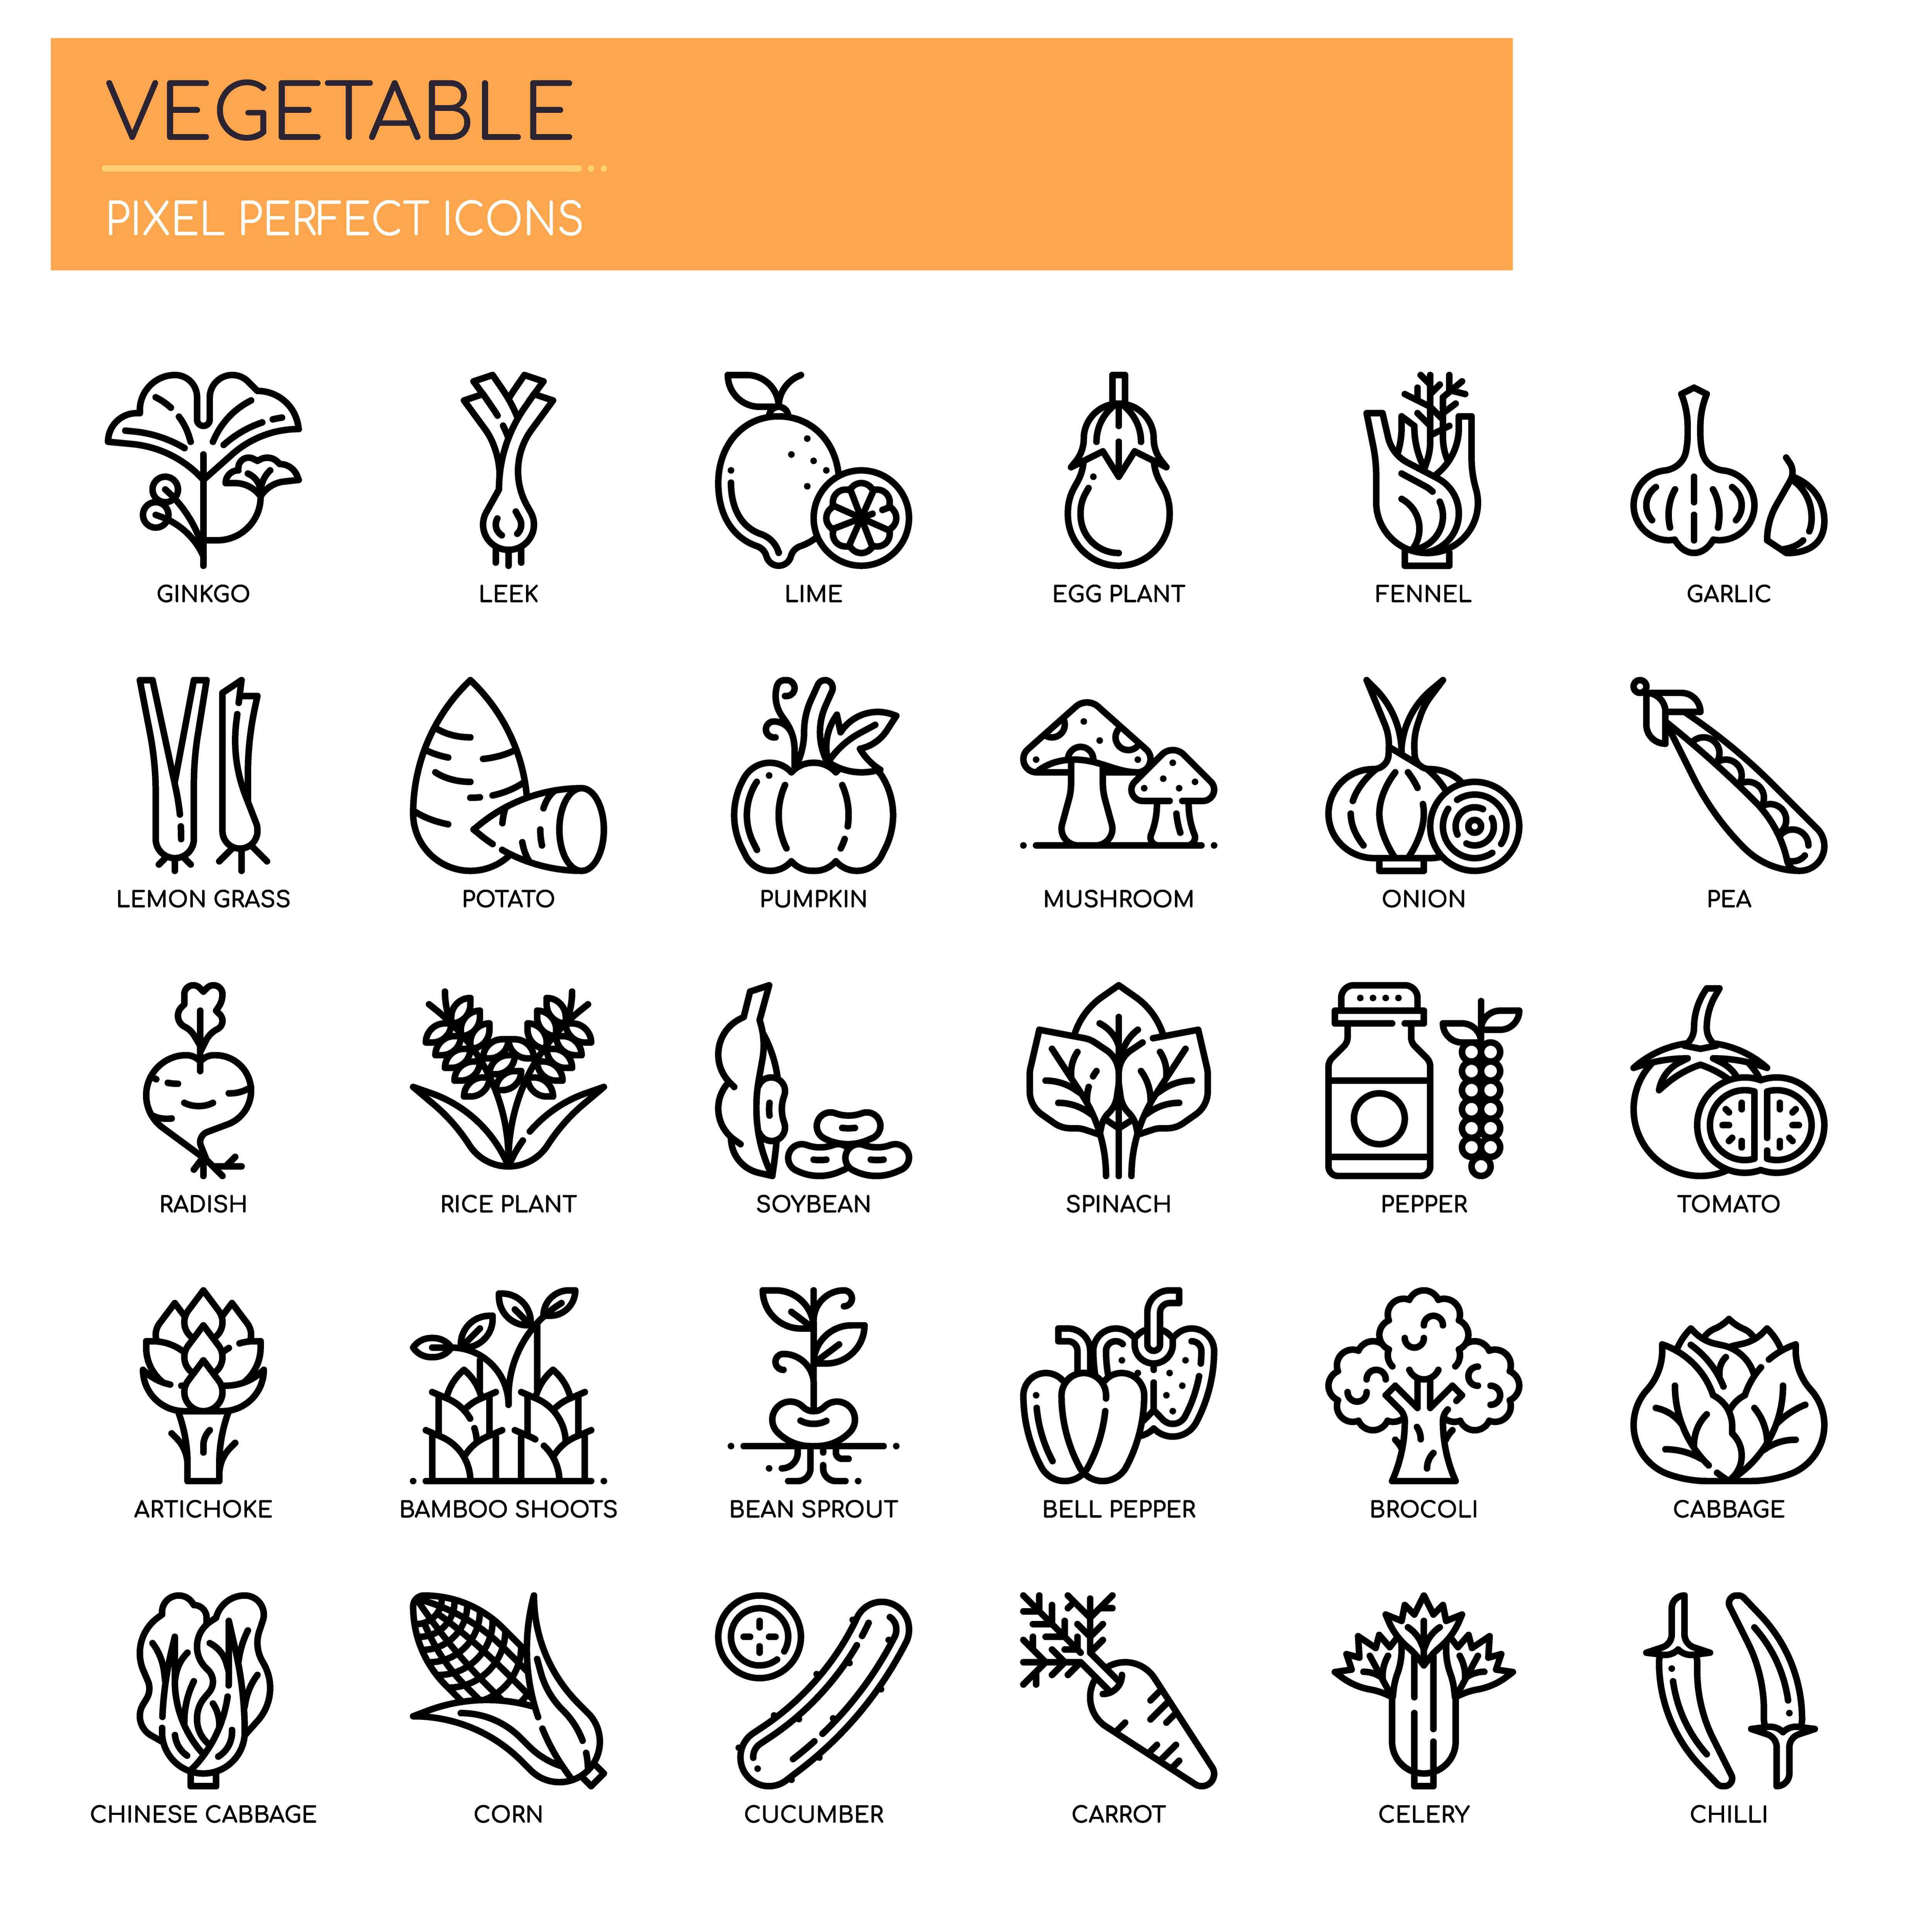 VEGETABLE
PIXEL PERFECT ICONS
GINKGO LEEK LIME EGG PLANT FENNEL GARLIC
LEMON GRASS POTATO PUMPKIN MUSHROOM ONION PEA
RADISH RICE PLANT SOYBEAN SPINACH PEPPER TOMATO
ARTICHOKE BAMBOO SHOOTS BEAN SPROUT BELL PEPPER BROCOLI CABBAGE
CHINESE CABBAGE CORN CUCUMBER CARROT CELERY CHILLI